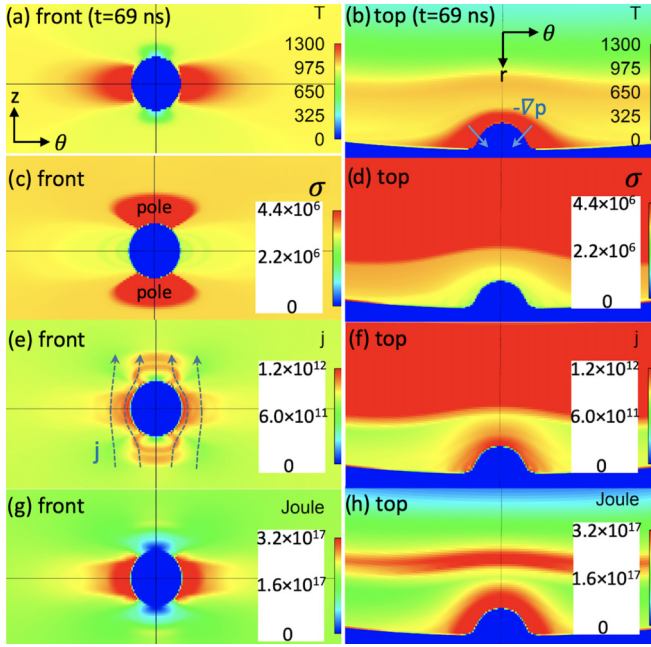 (a) front (t=69 ns) T
1300
975
650
325
0
z
θ
(b) top (t=69 ns) T
θ
r
-∇p
1300
975
650
325
0
(c) front σ
pole
pole
4.4×10⁶
2.2×10⁶
0
(d) top σ
4.4×10⁶
2.2×10⁶
0
(e) front j
j
1.2×10¹²
6.0×10¹¹
0
(f) top j
1.2×10¹²
6.0×10¹¹
0
(g) front Joule
3.2×10¹⁷
1.6×10¹⁷
0
(h) top Joule
3.2×10¹⁷
1.6×10¹⁷
0